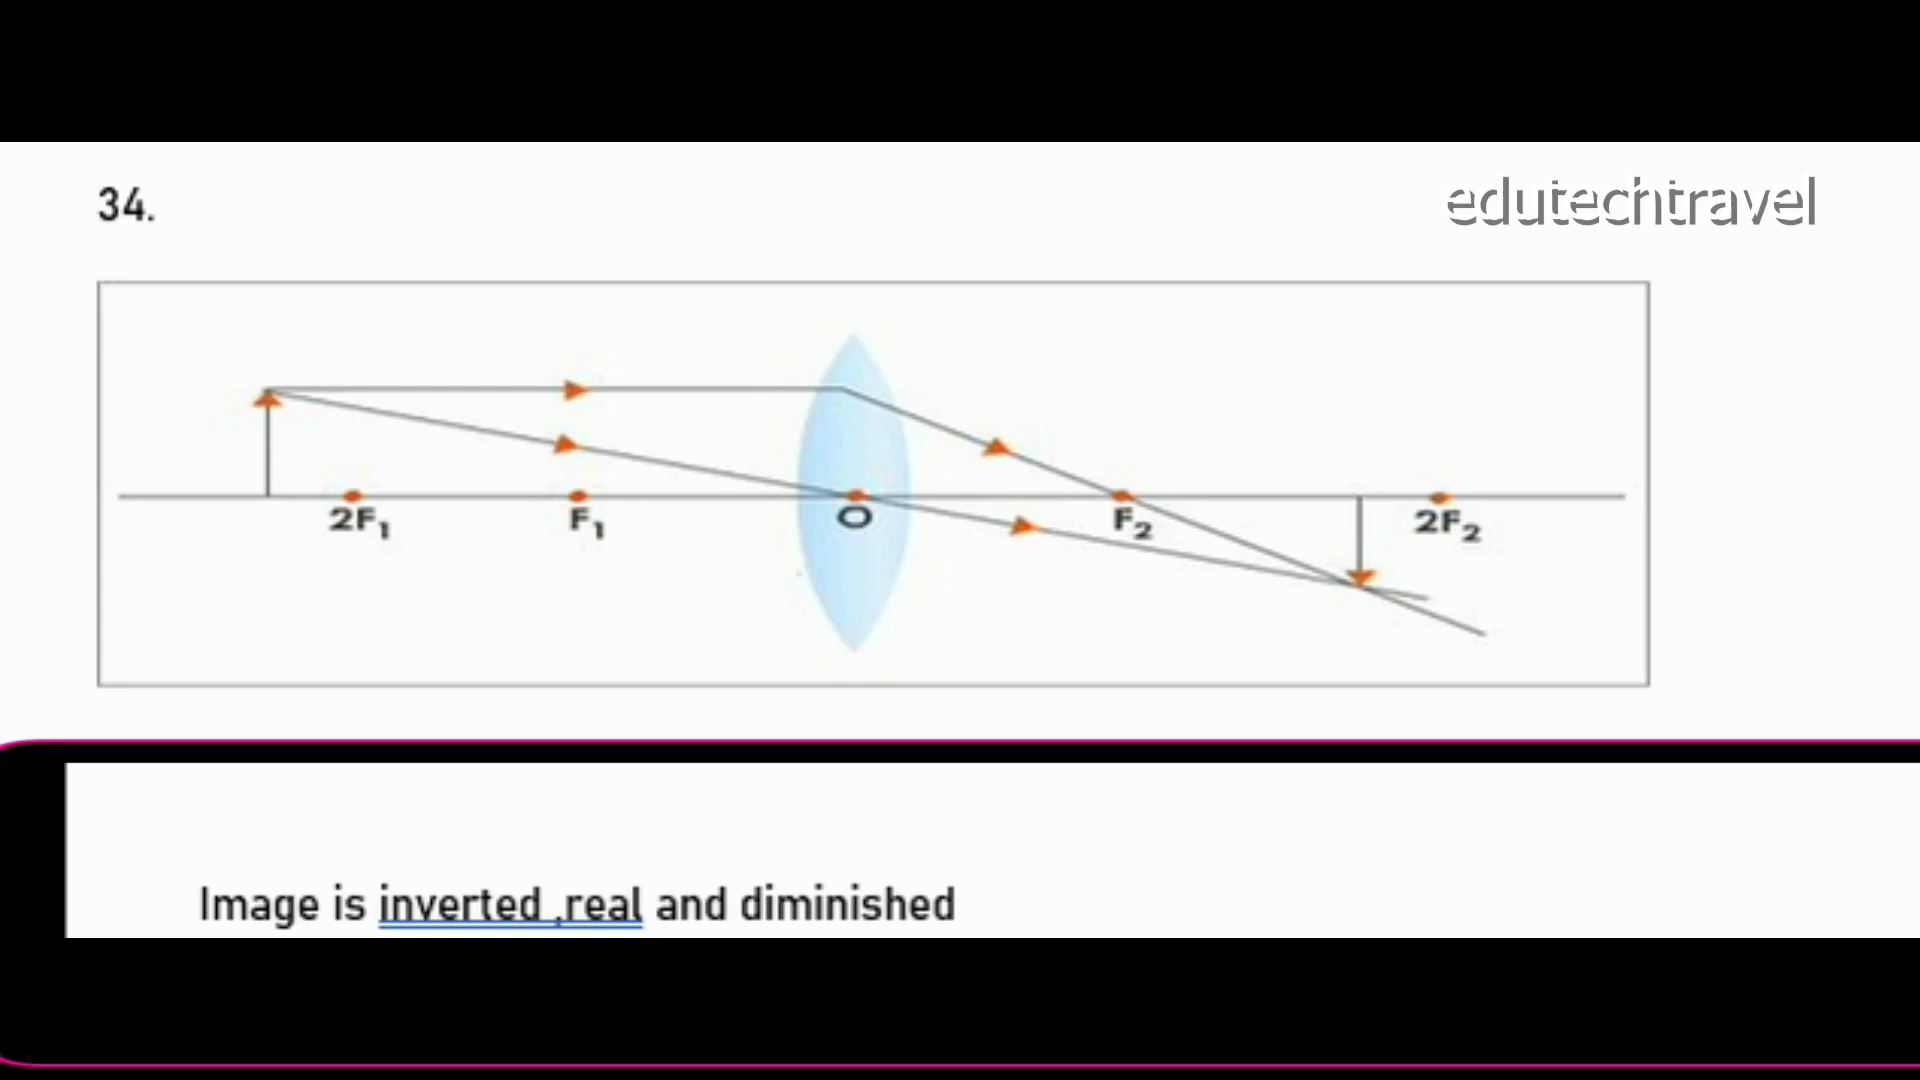 34.
edutechtravel
2F₁ F₁ O F₂ 2F₂
Image is inverted ,real and diminished